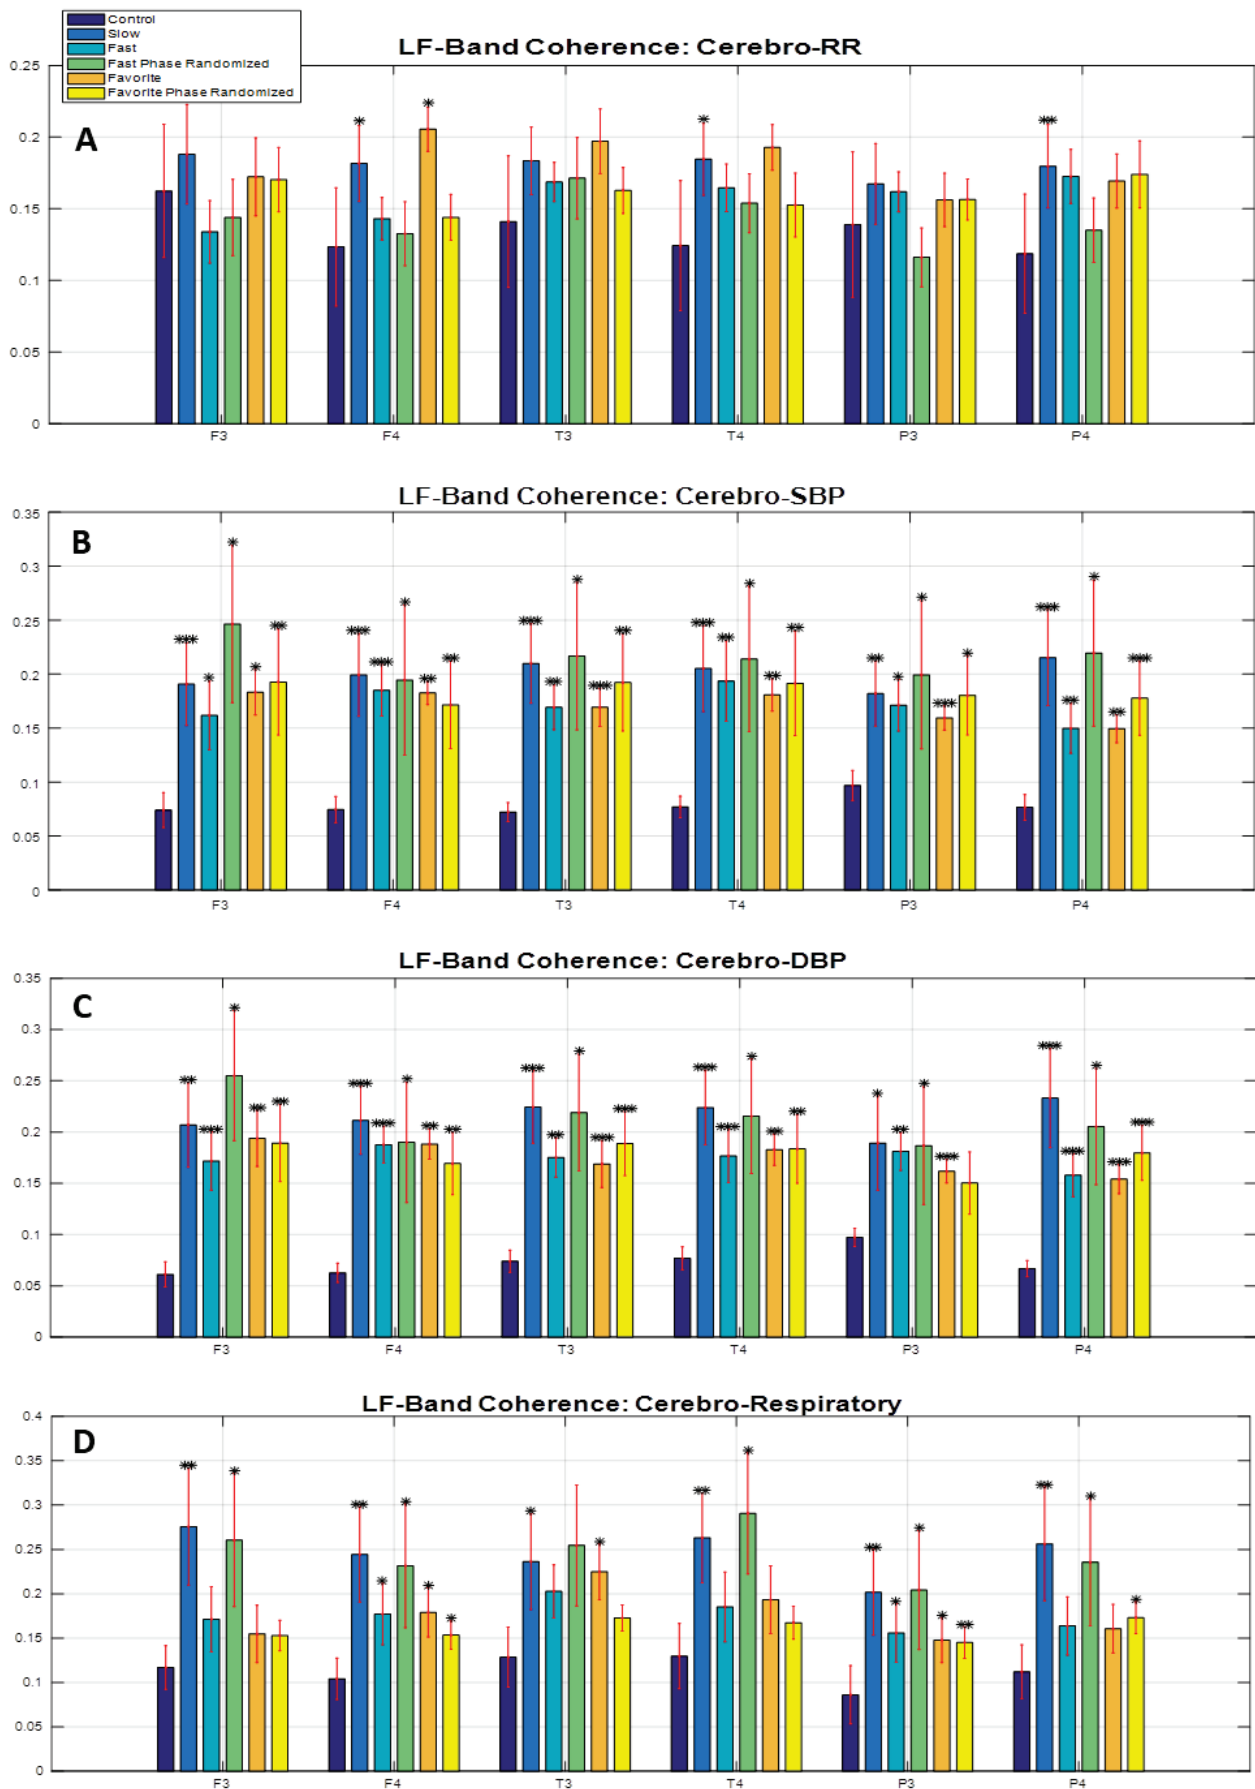 Control
Slow
Fast
Fast Phase Randomized
Favorite
Favorite Phase Randomized
LF-Band Coherence: Cerebro-RR
A
0.25
0.2
0.15
0.1
0.05
0
F3 F4 T3 T4 P3 P4
* * * **
LF-Band Coherence: Cerebro-SBP
B
0.35
0.3
0.25
0.2
0.15
0.1
0.05
0
F3 F4 T3 T4 P3 P4
*** * * * ** *** *** * ** ** *** ** * *** ** *** ** * ** ** ** * * *** * *** ** * ** ***
LF-Band Coherence: Cerebro-DBP
C
0.35
0.3
0.25
0.2
0.15
0.1
0.05
0
F3 F4 T3 T4 P3 P4
** *** * ** ** *** *** * ** ** *** ** * *** *** *** *** * ** ** * ** * *** *** *** * *** ***
LF-Band Coherence: Cerebro-Respiratory
D
0.4
0.35
0.3
0.25
0.2
0.15
0.1
0.05
0
F3 F4 T3 T4 P3 P4
** * ** * * * * * * ** * ** * * * ** ** * *